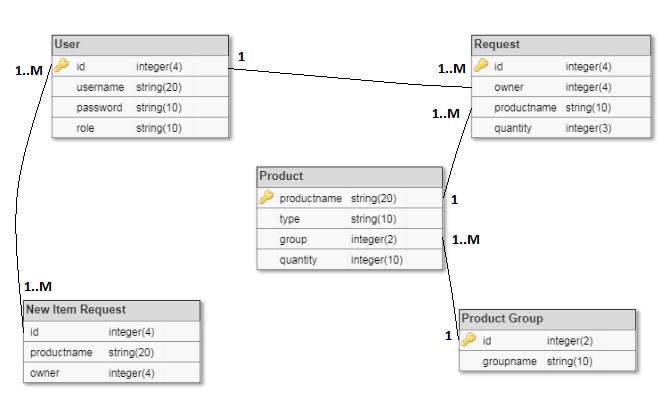 User
id integer(4)
username string(20)
password string(10)
role string(10)
1..M
1
Request
id integer(4)
owner integer(4)
productname string(10)
quantity integer(3)
1..M
1..M
Product
productname string(20)
type string(10)
group integer(2)
quantity integer(10)
1
1..M
1..M
New Item Request
id integer(4)
productname string(20)
owner integer(4)
Product Group
1
id integer(2)
groupname string(10)